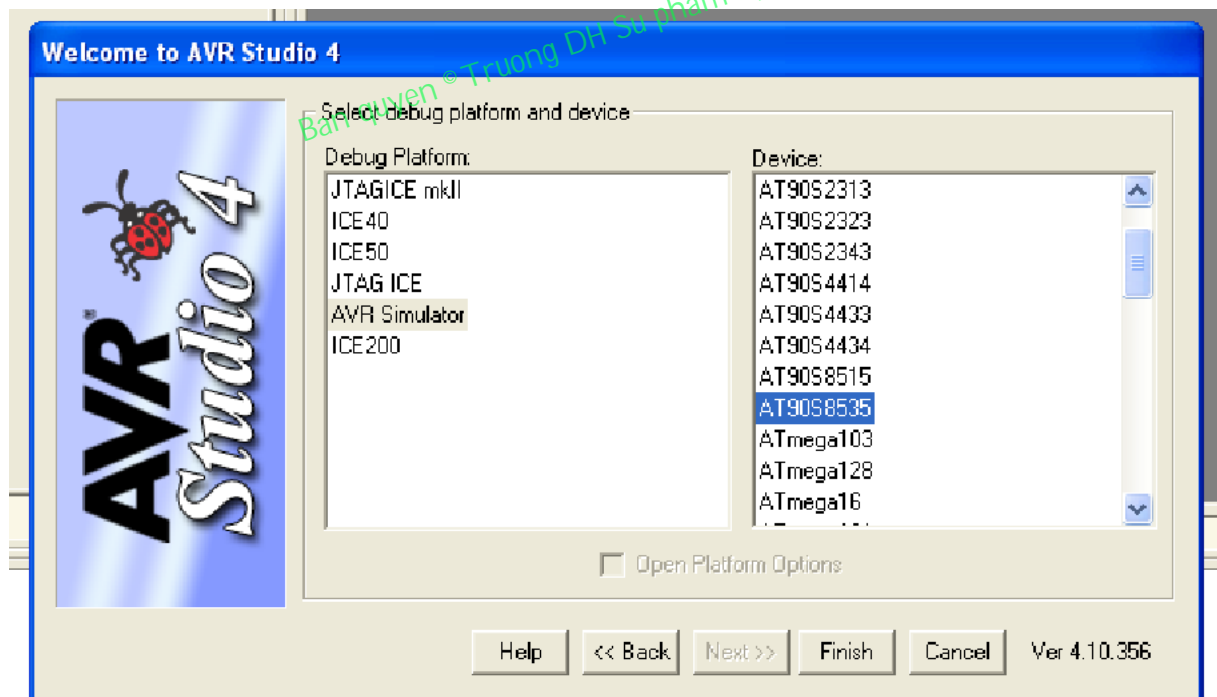 Welcome to AVR Studio 4
Ban quyen © Truong DH Su pham
Select debug platform and device
Debug Platform:
JTAGICE mkII
ICE40
ICE50
JTAG ICE
AVR Simulator
ICE200
Device:
AT90S2313
AT90S2323
AT90S2343
AT90S4414
AT90S4433
AT90S4434
AT90S8515
AT90S8535
ATmega103
ATmega128
ATmega16
AVR®
Studio 4
Open Platform Options
Help
<< Back
Next >>
Finish
Cancel
Ver 4.10.356